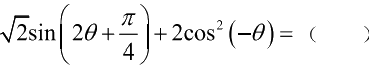 √2sin(2θ + π/4) + 2cos²(−θ) = （    ）